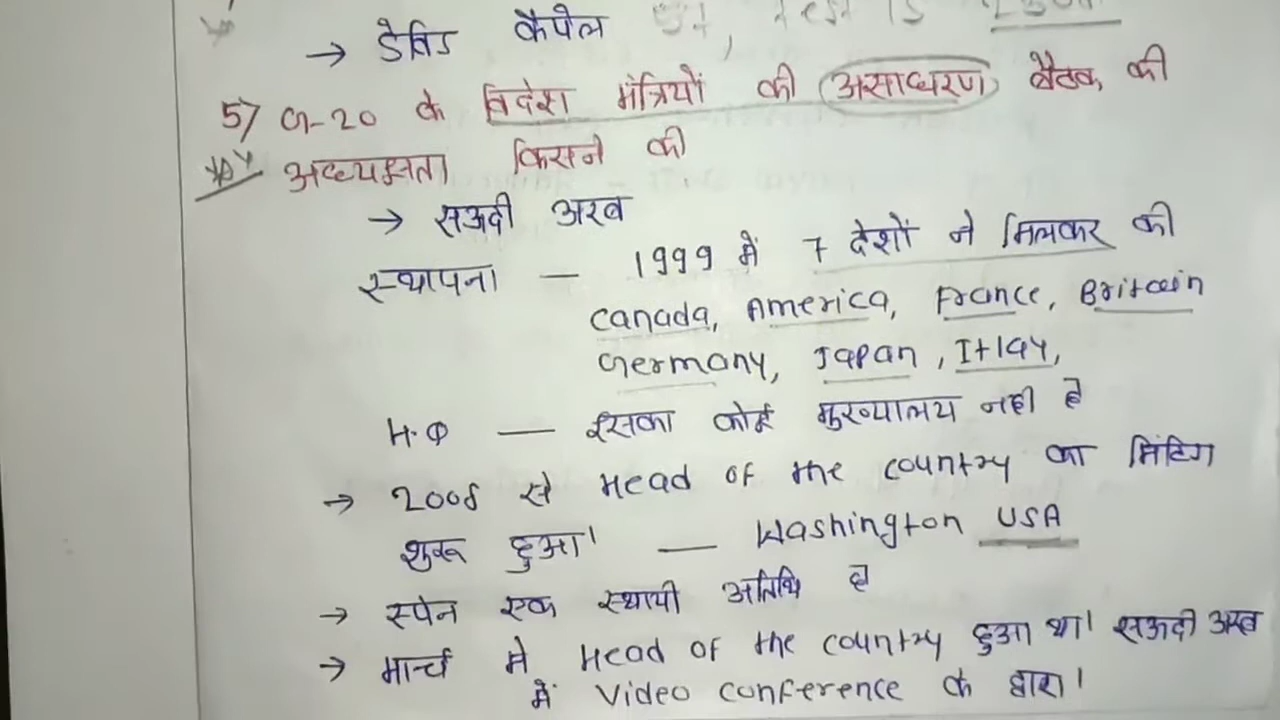 → डेविड कैपेल
5) G-20 के विदेश मंत्रियों की असाधरण बैठक की
अध्यक्षता किसने की
→ सऊदी अरब
स्थापना — 1999 में 7 देशों ने मिलकर की
Canada, America, France, Britain
Germany, Japan, Italy,
H.Q — इसका कोई मुख्यालय नही है
→ 2008 से Head of the country का मिटिंग
शुरू हुआ। — Washington USA
→ स्पेन एक स्थायी अतिथि है
→ मार्च मे Head of the country हुआ था। सऊदी अरब
में Video conference के द्वारा।